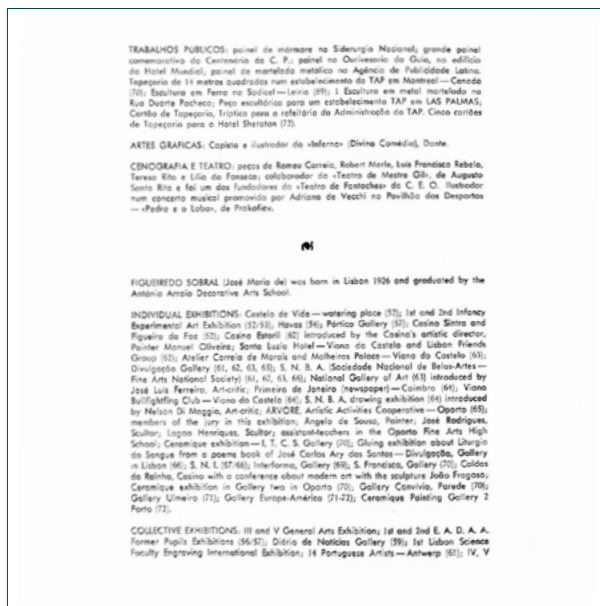 TRABALHOS PUBLICOS: painel de mármore na Siderurgia Nacional; grande painel
comemorativo do Centenário da C. P.; painel na Ourivesaria da Guia, no edifício
do Hotel Mundial; painel de martelado metálico na Agência de Publicidade Latina.
Tapeçaria de 14 metros quadrados num estabelecimento da TAP em Montreal — Canadá
(70); Escultura em Ferro na Sodicel — Leiria (69); 1 Escultura em metal martelado na
Rua Duarte Pacheco; Peça escultórica para um estabelecimento TAP em LAS PALMAS;
Cartão de Tapeçaria, Tríptico para o refeitório da Administração da TAP. Cinco cartões
de Tapeçaria para o Hotel Sheraton (72).
ARTES GRAFICAS: Capista e ilustrador do «Inferno» (Divina Comédia), Dante.
CENOGRAFIA E TEATRO: peças de Romeu Correia, Robert Merle, Luis Francisco Rebelo,
Teresa Rita e Lília da Fonseca; colaborador do «Teatro de Mestre Gil», de Augusto
Santa Rita e foi um dos fundadores do «Teatro de Fantoches» do C. E. O. Ilustrador
num concerto musical promovido por Adriana de Vecchi no Pavilhão dos Desportos
— «Pedro e o Lobo», de Prokofiev.
FIGUEIREDO SOBRAL (José Maria de) was born in Lisbon 1926 and graduated by the
António Arroio Decorative Arts School.
INDIVIDUAL EXHIBITIONS: Castelo de Vide — watering place (52); 1st and 2nd Infancy
Experimental Art Exhibition (52/53); Havas (54); Pórtico Gallery (57); Casino Sintra and
Figueira da Foz (62); Casino Estoril (62) introduced by the Casino's artistic director,
Painter Manuel Oliveira; Santa Luzia Hotel — Viana do Castelo and Lisbon Friends
Group (62); Atelier Correia de Morais and Malheiros Palace — Viana do Castelo (63);
Divulgação Gallery (61, 62, 63, 65); S. N. B. A. (Sociedade Nacional de Belas-Artes —
Fine Arts National Society) (61, 62, 63, 66); National Gallery of Art (63) introduced by
José Luis Ferreira, Art-critic; Primeiro de Janeiro (newspaper) — Coimbra (64); Viana
Bullfightfing Club — Viana do Castelo (64); S. N. B. A. drawing exhibition (64) introduced
by Nelson Di Maggio, Art-critic; ÁRVORE, Artistic Activities Cooperative — Oporto (65);
members of the jury in this exhibition; Angelo de Sousa, Painter; José Rodrigues,
Scultor; Lagoa Henriques, Scultor; assistant-teachers in the Oporto Fine Arts High
School; Ceramique exhibition — I. T. C. S. Gallery (70); Gluing exhibition about Liturgia
do Sangue from a poems book of José Carlos Ary dos Santos — Divulgação, Gallery
in Lisbon (66); S. N. I. (67/68); Interforma, Gallery (69); S. Francisco, Gallery (70); Caldas
da Rainha, Casino with a conference about modern art with the sculpture João Fragoso;
Ceramique exhibition in Gallery two in Oporto (70); Gallery Convívio, Parede (70);
Gallery Ulmeiro (71); Gallery Europe-América (71-72); Ceramique Painting Gallery 2
Porto (72).
COLLECTIVE EXHIBITIONS: III and V General Arts Exhibition; 1st and 2nd E. A. D. A. A.
Former Pupils Exhibitions (56/57); Diário de Notícias Gallery (59); 1st Lisbon Science
Faculty Engraving International Exhibition; 14 Portuguese Artists — Antwerp (61); IV, V